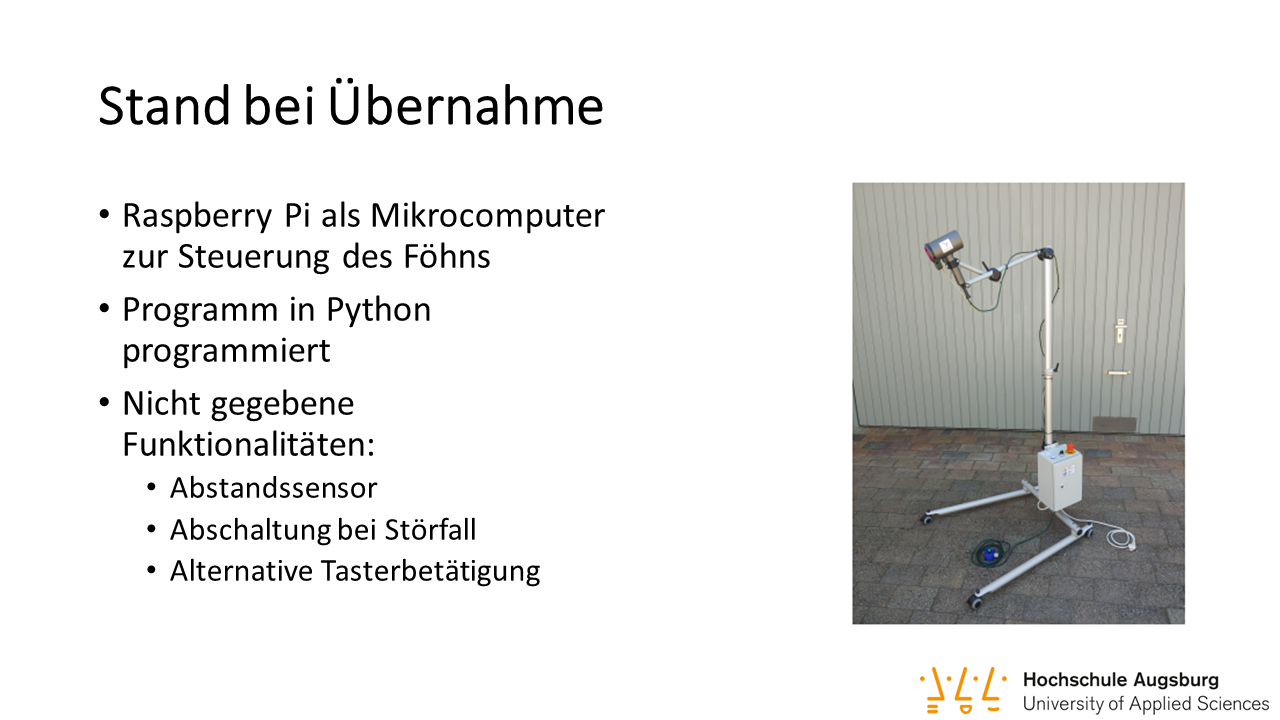 Stand bei Übernahme
• Raspberry Pi als Mikrocomputer
zur Steuerung des Föhns
• Programm in Python
programmiert
• Nicht gegebene
Funktionalitäten:
• Abstandssensor
• Abschaltung bei Störfall
• Alternative Tasterbetätigung
Hochschule Augsburg
University of Applied Sciences